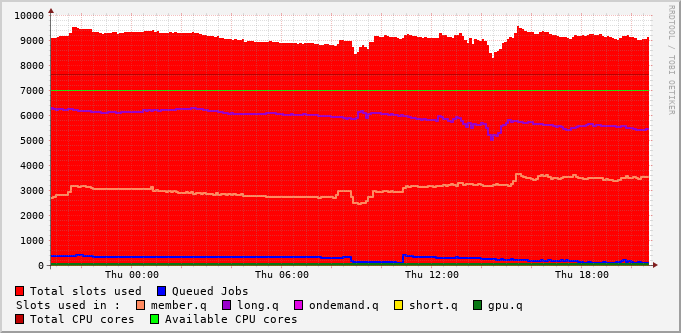 10000
9000
8000
7000
6000
5000
4000
3000
2000
1000
0
Thu 00:00 Thu 06:00 Thu 12:00 Thu 18:00
RRDTOOL / TOBI OETIKER
Total slots used Queued Jobs
Slots used in : member.q long.q ondemand.q short.q gpu.q
Total CPU cores Available CPU cores